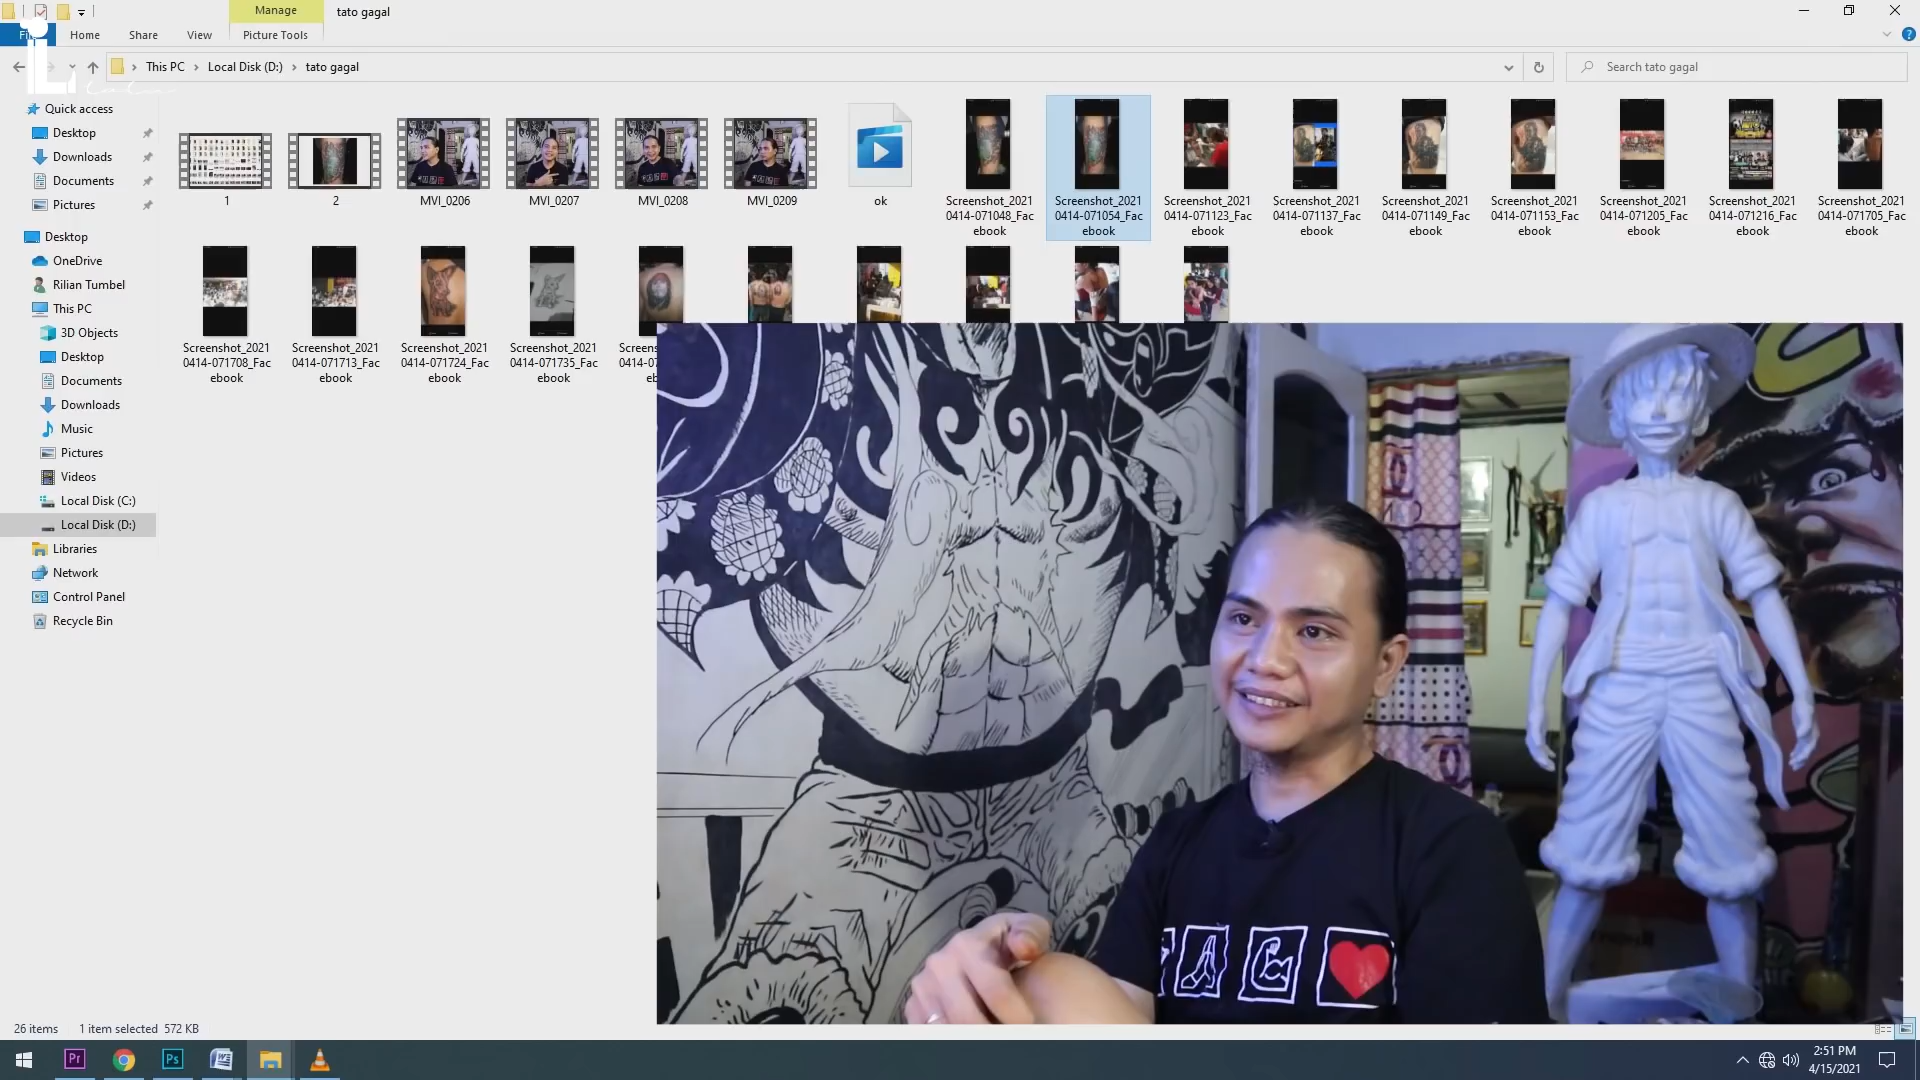 Manage
tato gagal
File
Home
Share
View
Picture Tools
This PC
Local Disk (D:)
tato gagal
Search tato gagal
Quick access
Desktop
Downloads
Documents
Pictures
Desktop
OneDrive
Rilian Tumbel
This PC
3D Objects
Desktop
Documents
Downloads
Music
Pictures
Videos
Local Disk (C:)
Local Disk (D:)
Libraries
Network
Control Panel
Recycle Bin
1
2
MVI_0206
MVI_0207
MVI_0208
MVI_0209
ok
Screenshot_2021
0414-071048_Fac
ebook
Screenshot_2021
0414-071054_Fac
ebook
Screenshot_2021
0414-071123_Fac
ebook
Screenshot_2021
0414-071137_Fac
ebook
Screenshot_2021
0414-071149_Fac
ebook
Screenshot_2021
0414-071153_Fac
ebook
Screenshot_2021
0414-071205_Fac
ebook
Screenshot_2021
0414-071216_Fac
ebook
Screenshot_2021
0414-071705_Fac
ebook
Screenshot_2021
0414-071708_Fac
ebook
Screenshot_2021
0414-071713_Fac
ebook
Screenshot_2021
0414-071724_Fac
ebook
Screenshot_2021
0414-071735_Fac
ebook
26 items
1 item selected 572 KB
Pr
Ps
2:51 PM
4/15/2021